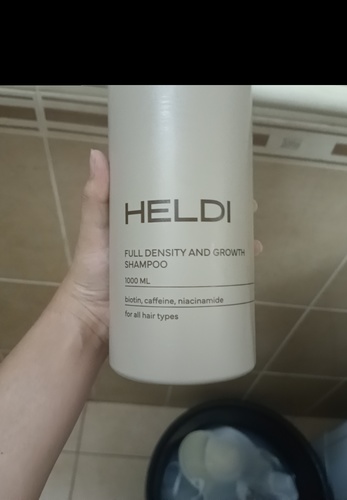 HELDI
FULL DENSITY AND GROWTH
SHAMPOO
1000 ML
biotin, caffeine, niacinamide
for all hair types